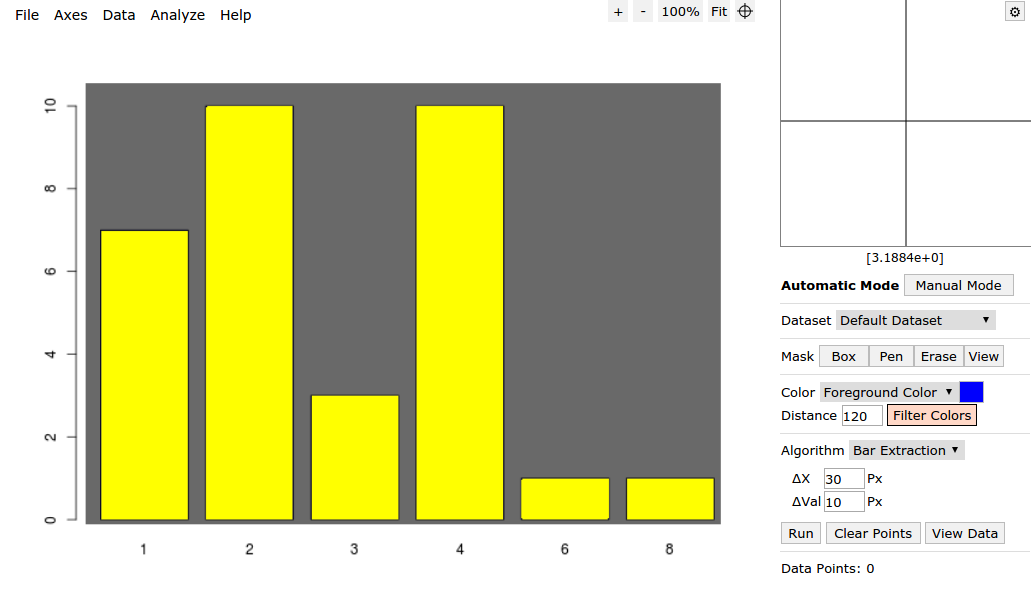 File Axes Data Analyze Help
+ - 100% Fit
10
8
6
4
2
0
1 2 3 4 6 8
[3.1884e+0]
Automatic Mode Manual Mode
Dataset Default Dataset
Mask Box Pen Erase View
Color Foreground Color
Distance 120 Filter Colors
Algorithm Bar Extraction
ΔX 30 Px
ΔVal 10 Px
Run Clear Points View Data
Data Points: 0